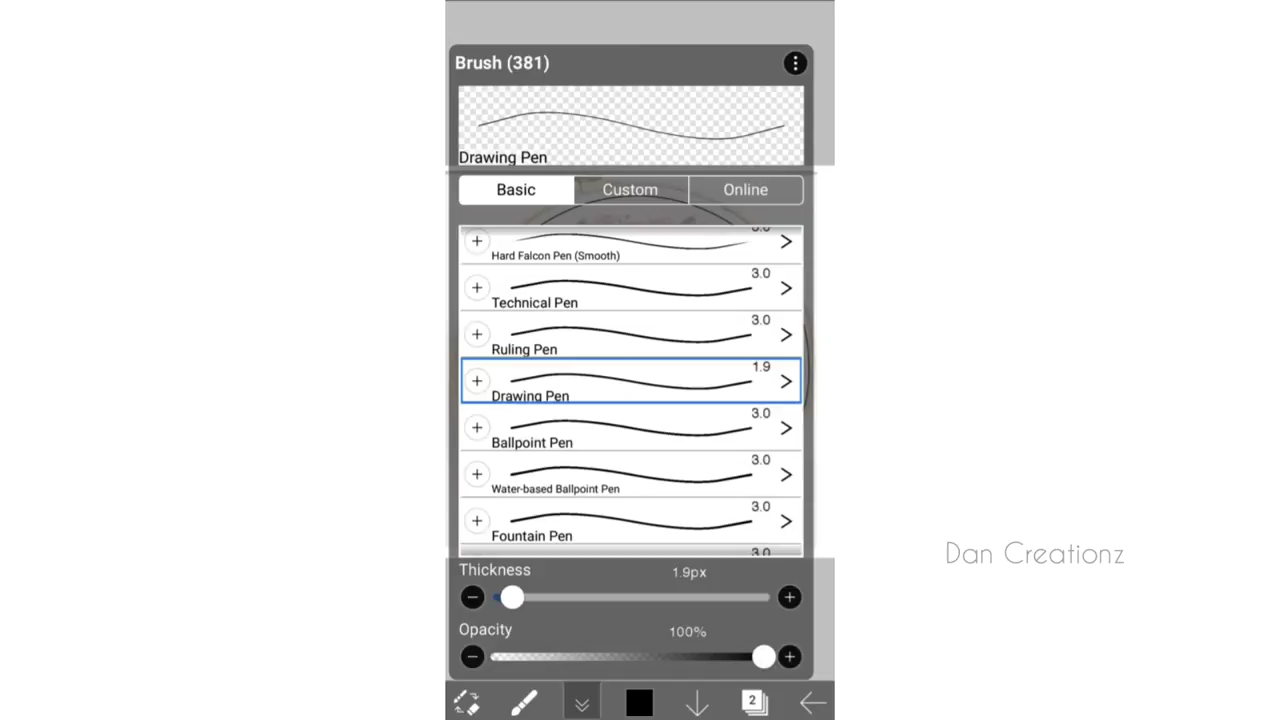 Brush (381)
Drawing Pen
Basic Custom Online
3.0
Hard Falcon Pen (Smooth)
3.0
Technical Pen
3.0
Ruling Pen
1.9
Drawing Pen
3.0
Ballpoint Pen
3.0
Water-based Ballpoint Pen
3.0
Fountain Pen
3.0
Dan Creationz
Thickness 1.9px
Opacity 100%
2